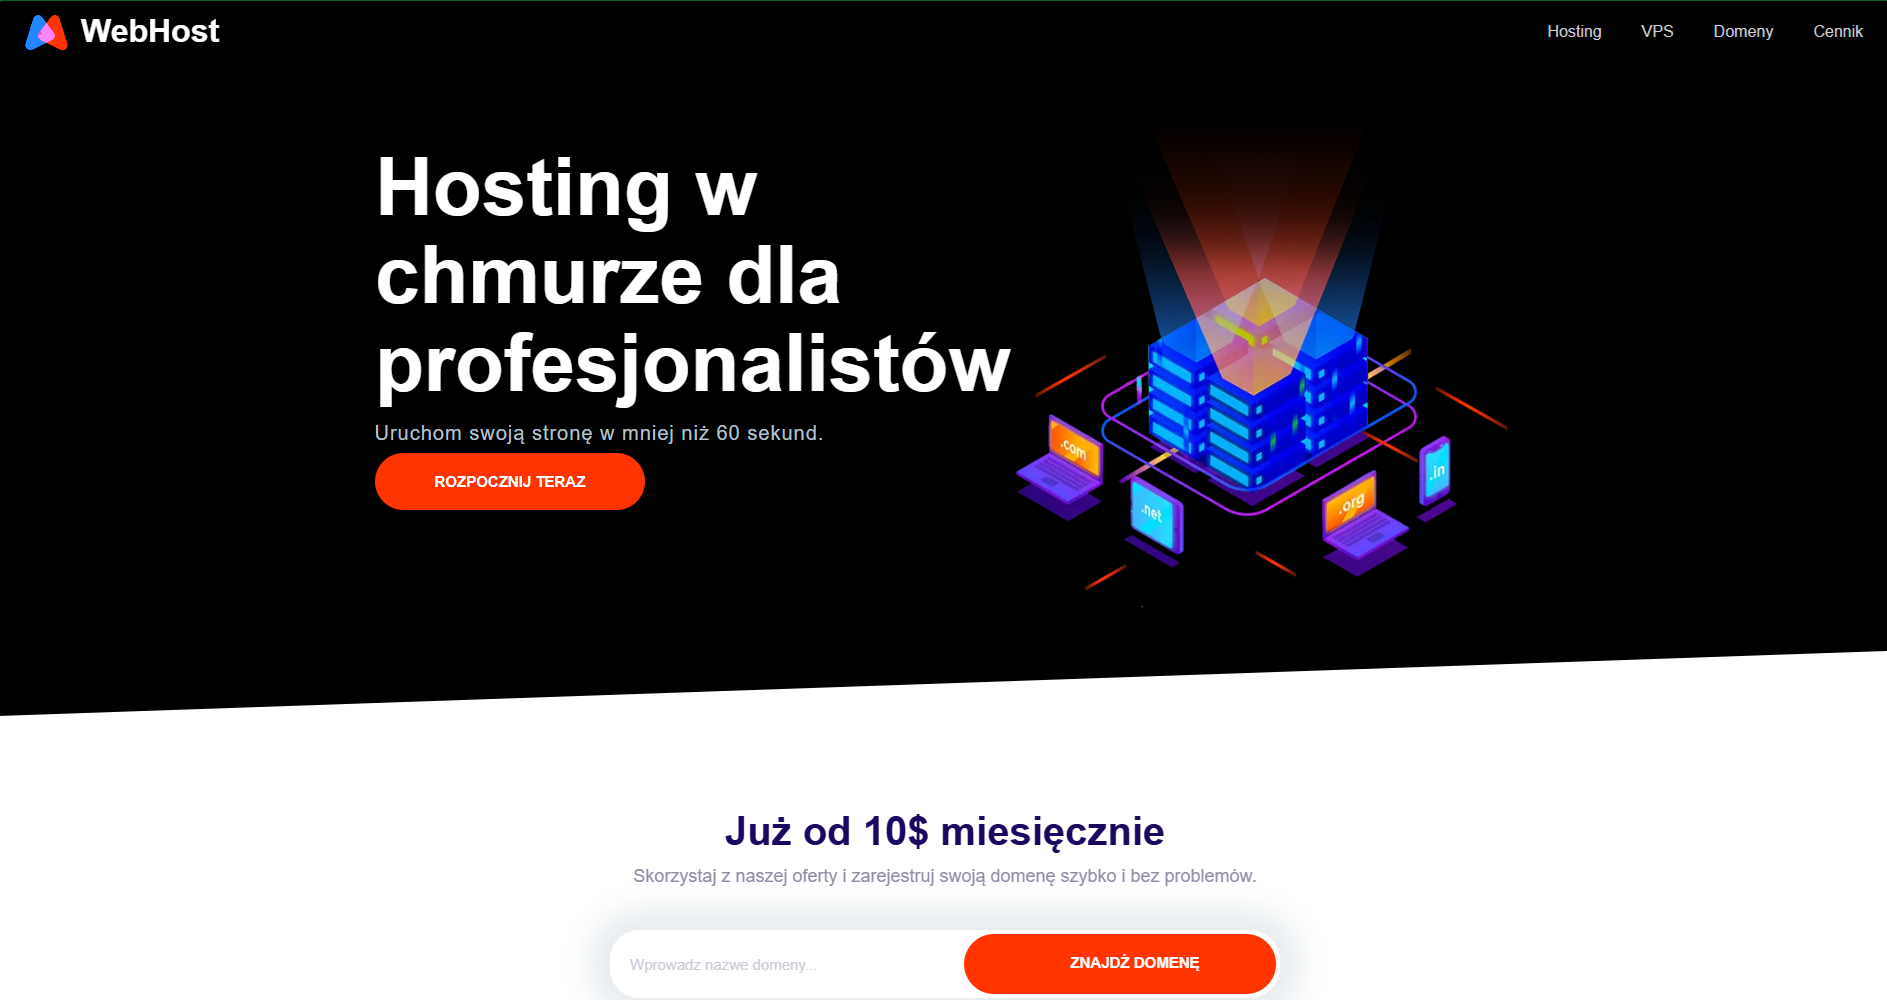 WebHost
Hosting VPS Domeny Cennik
Hosting w
chmurze dla
profesjonalistów
Uruchom swoją stronę w mniej niż 60 sekund.
ROZPOCZNIJ TERAZ
.com
.net
.org
.in
Już od 10$ miesięcznie
Skorzystaj z naszej oferty i zarejestruj swoją domenę szybko i bez problemów.
Wprowadz nazwe domeny... ZNAJDŹ DOMENĘ